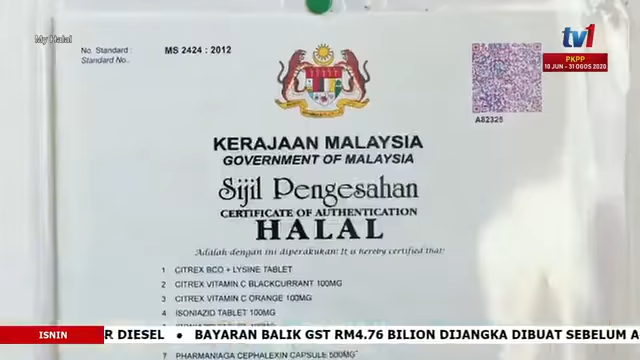 My Halal
No. Standard : MS 2424 : 2012
Standard No..
tv1
PKPP
10 JUN - 31 OGOS 2020
A82325
KERAJAAN MALAYSIA
GOVERNMENT OF MALAYSIA
Sijil Pengesahan
CERTIFICATE OF AUTHENTICATION
HALAL
Adalah dengan ini diperakukan: It is hereby certified that:
1 CITREX BCO + LYSINE TABLET
2 CITREX VITAMIN C BLACKCURRANT 100MG
3 CITREX VITAMIN C ORANGE 100MG
4 ISONIAZID TABLET 100MG
ISNIN R DIESEL • BAYARAN BALIK GST RM4.76 BILION DIJANGKA DIBUAT SEBELUM A
7 PHARMANIAGA CEPHALEXIN CAPSULE 500MG